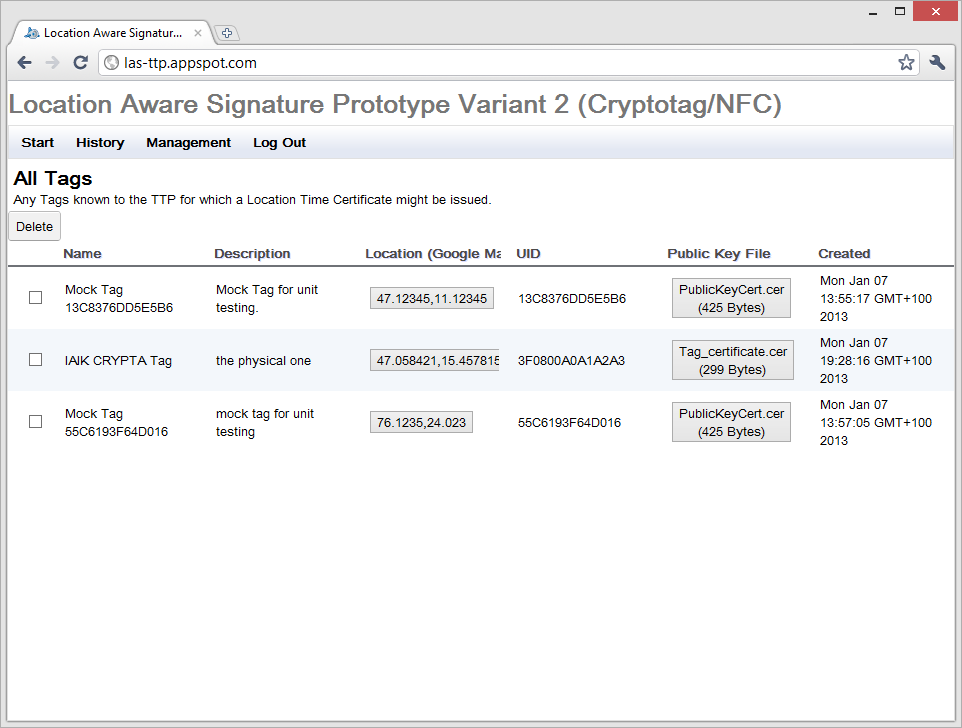 Location Aware Signatur...
las-ttp.appspot.com
Location Aware Signature Prototype Variant 2 (Cryptotag/NFC)
Start History Management Log Out
All Tags
Any Tags known to the TTP for which a Location Time Certificate might be issued.
Delete
Name Description Location (Google Ma UID Public Key File Created
Mock Tag
13C8376DD5E5B6
Mock Tag for unit
testing.
47.12345,11.12345
13C8376DD5E5B6
PublicKeyCert.cer
(425 Bytes)
Mon Jan 07
13:55:17 GMT+100
2013
IAIK CRYPTA Tag
the physical one
47.058421,15.457815
3F0800A0A1A2A3
Tag_certificate.cer
(299 Bytes)
Mon Jan 07
19:28:16 GMT+100
2013
Mock Tag
55C6193F64D016
mock tag for unit
testing
76.1235,24.023
55C6193F64D016
PublicKeyCert.cer
(425 Bytes)
Mon Jan 07
13:57:05 GMT+100
2013